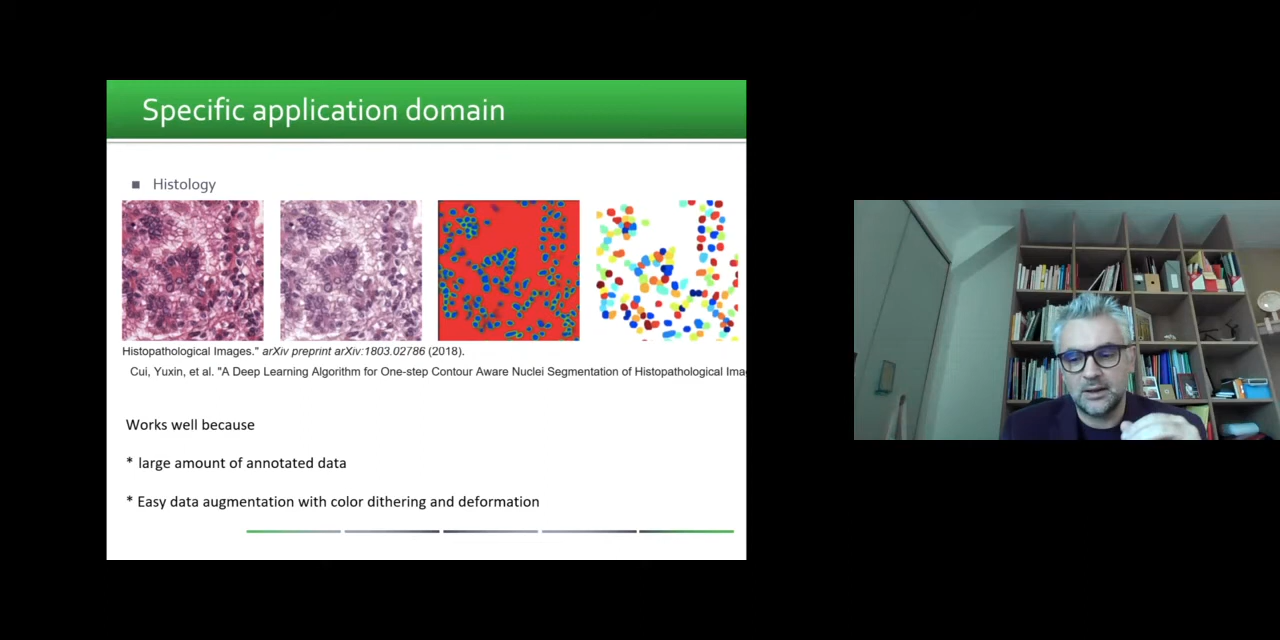 Specific application domain
Histology
Histopathological Images." arXiv preprint arXiv:1803.02786 (2018).
Cui, Yuxin, et al. "A Deep Learning Algorithm for One-step Contour Aware Nuclei Segmentation of Histopathological
Works well because
* large amount of annotated data
* Easy data augmentation with color dithering and deformation